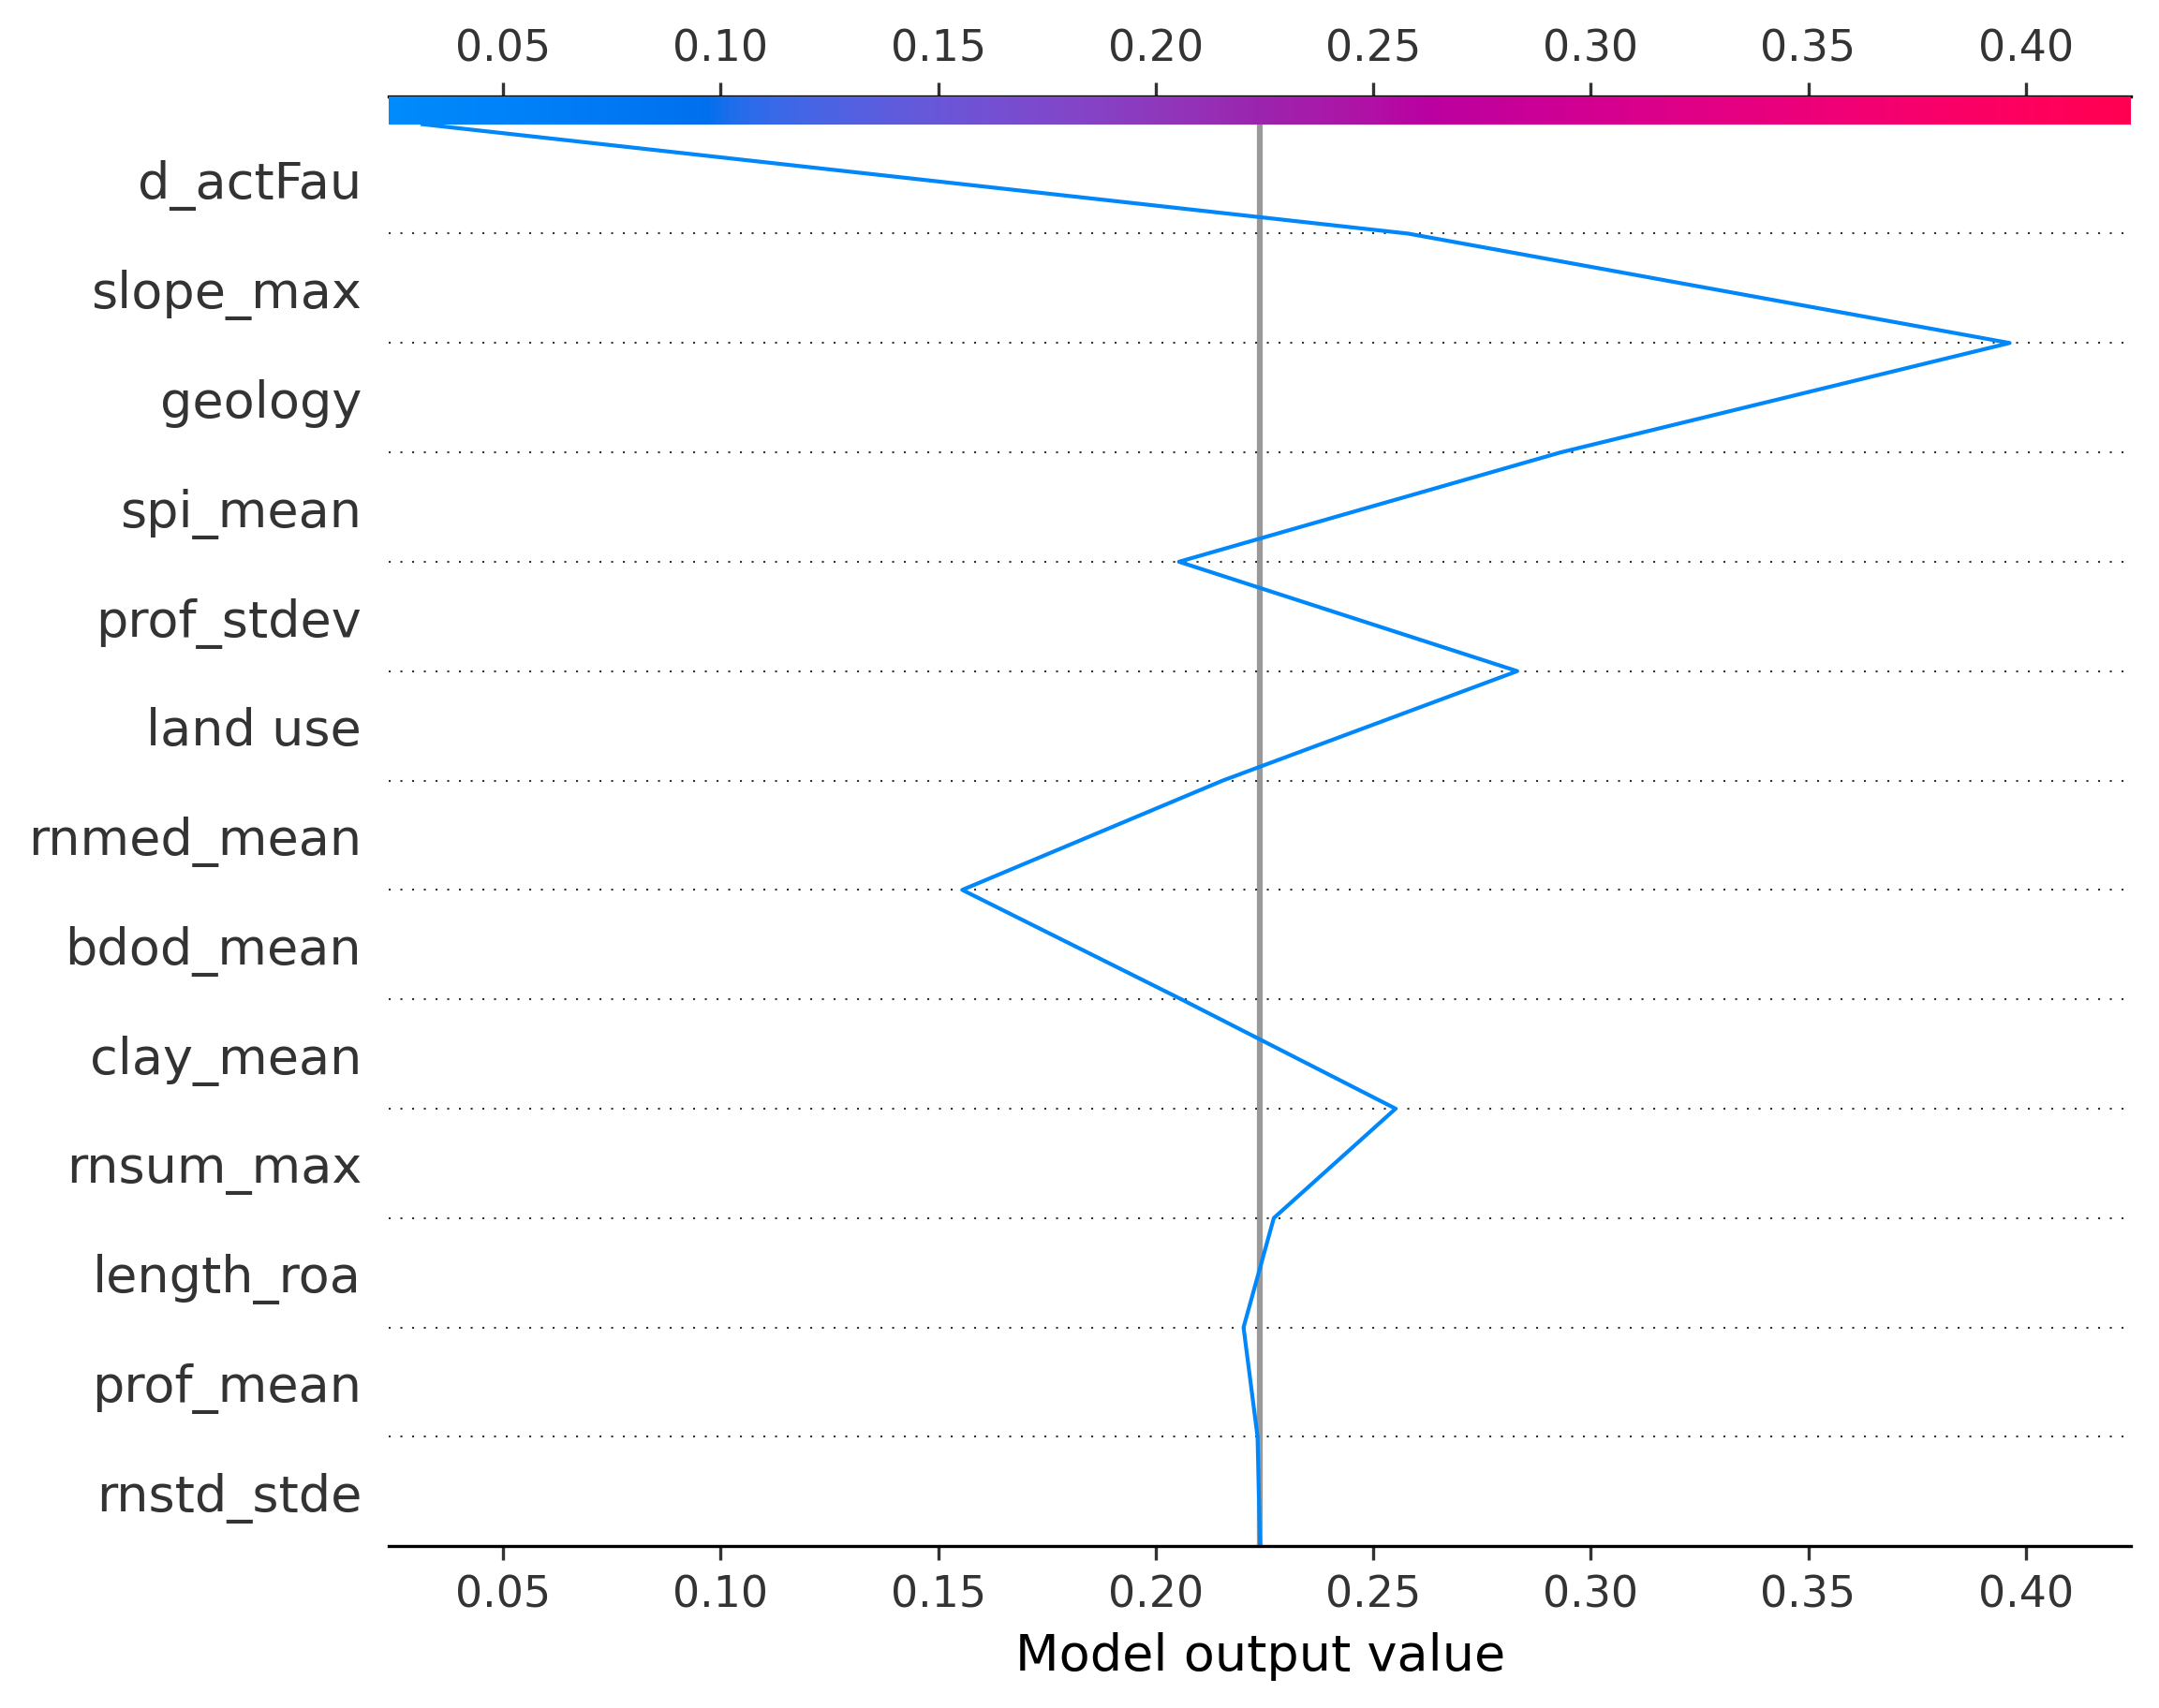 0.05 0.10 0.15 0.20 0.25 0.30 0.35 0.40
d_actFau
slope_max
geology
spi_mean
prof_stdev
land use
rnmed_mean
bdod_mean
clay_mean
rnsum_max
length_roa
prof_mean
rnstd_stde
0.05 0.10 0.15 0.20 0.25 0.30 0.35 0.40
Model output value